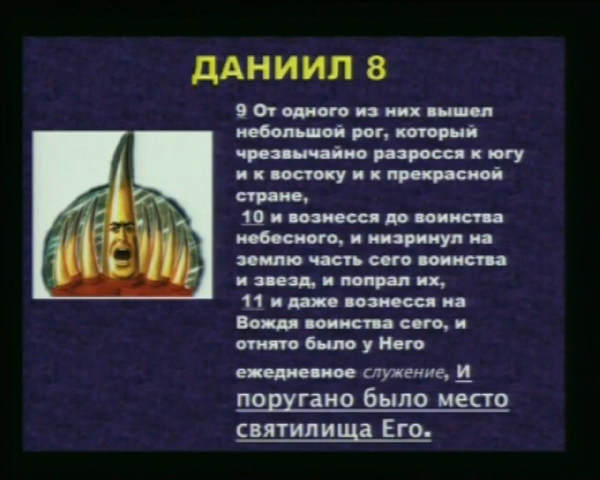 ДАНИИЛ 8
9 От одного из них вышел
небольшой рог, который
чрезвычайно разросся к югу
и к востоку и к прекрасной
стране,
10 и вознесся до воинства
небесного, и низринул на
землю часть сего воинства
и звезд, и попрал их,
11 и даже вознесся на
Вождя воинства сего, и
отнято было у Него
ежедневное служение, И
поругано было место
святилища Его.